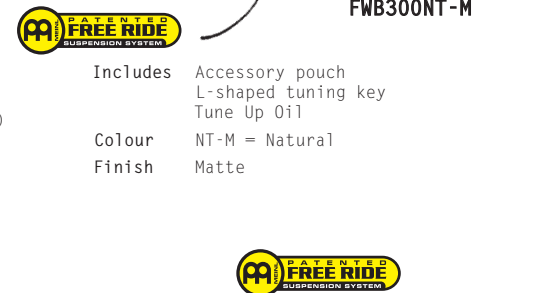 FWB300NT-M
PATENTED
MEINL FREE RIDE
SUSPENSION SYSTEM
Includes Accessory pouch
L-shaped tuning key
Tune Up Oil
)
Colour NT-M = Natural
Finish Matte
PATENTED
MEINL FREE RIDE
SUSPENSION SYSTEM